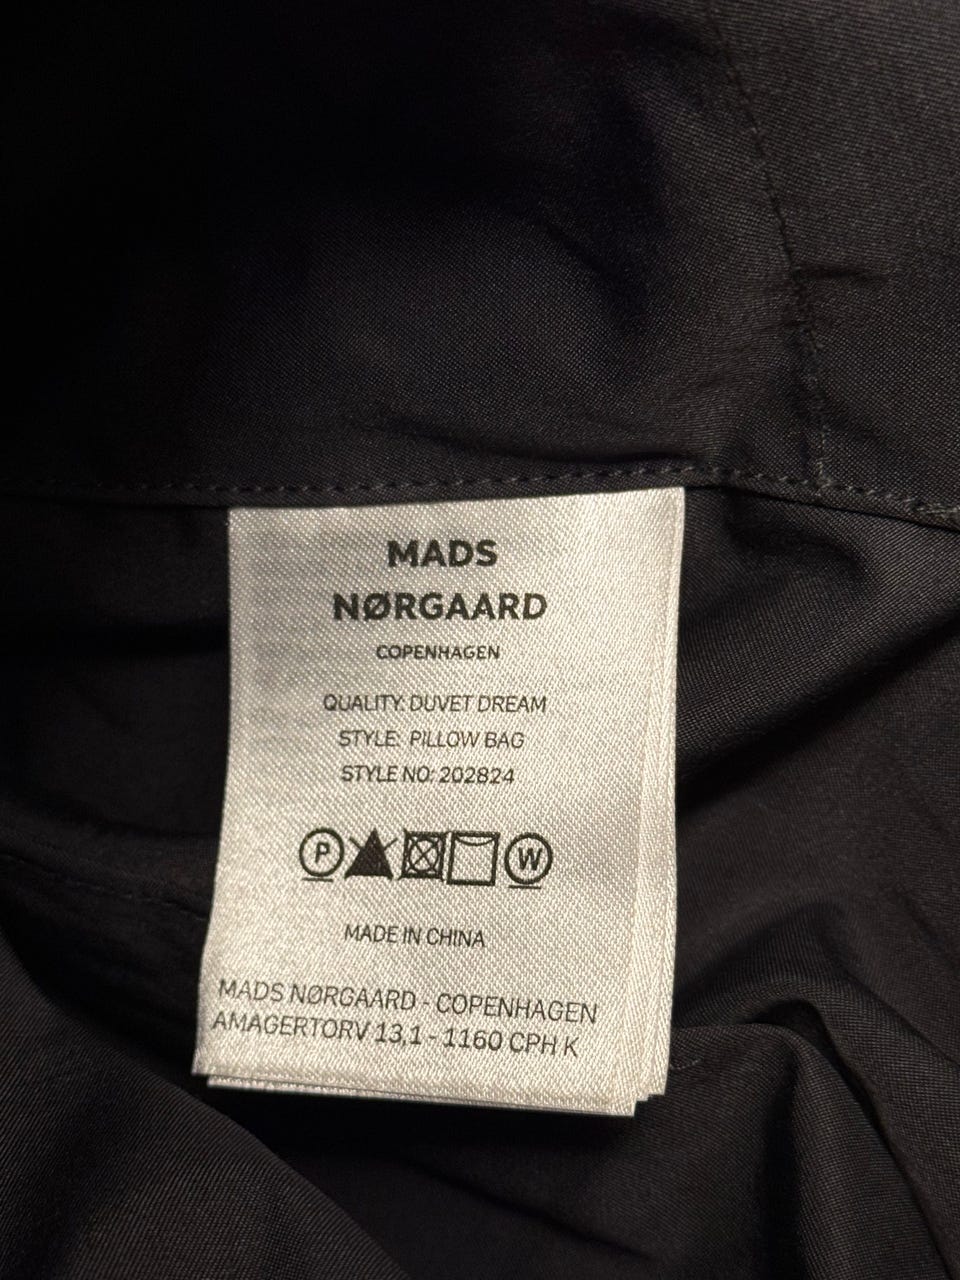 MADS
NØRGAARD
COPENHAGEN
QUALITY: DUVET DREAM
STYLE: PILLOW BAG
STYLE NO: 202824
P W
MADE IN CHINA
MADS NØRGAARD - COPENHAGEN
AMAGERTORV 13,1 - 1160 CPH K